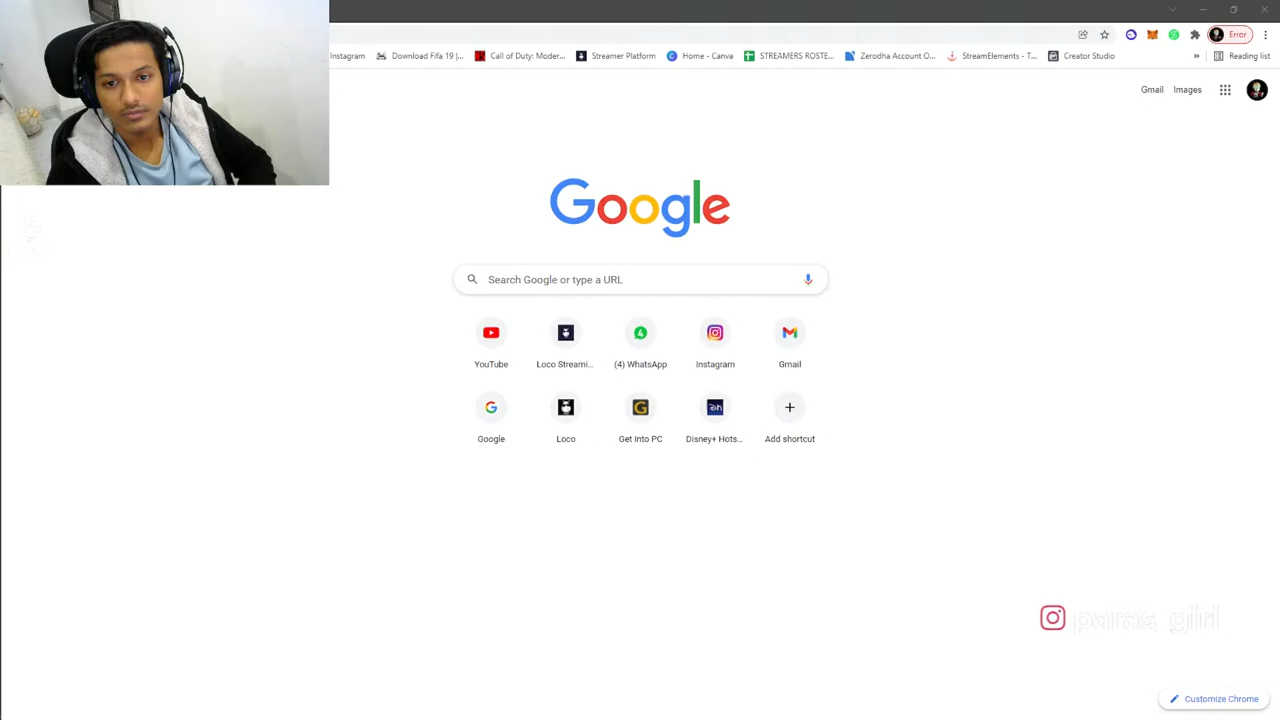 Error
Instagram Download Fifa 19 |... Call of Duty: Moder... Streamer Platform Home - Canva STREAMERS ROSTE... Zerodha Account O... StreamElements - T... Creator Studio » Reading list
Gmail Images
Google
Search Google or type a URL
4
YouTube Loco Streami... (4) WhatsApp Instagram Gmail
Google Loco Get Into PC Disney+ Hots... Add shortcut
Customize Chrome